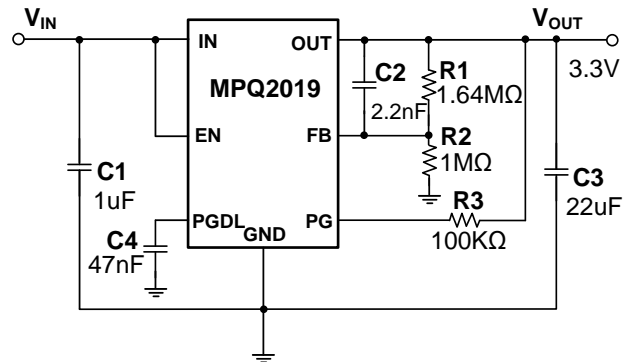 VIN
VOUT
IN
OUT
C2
R1
3.3V
MPQ2019
2.2nF
1.64MΩ
EN
FB
R2
1MΩ
C1
1uF
C3
22uF
R3
PGDL
PG
C4
47nF
GND
100KΩ